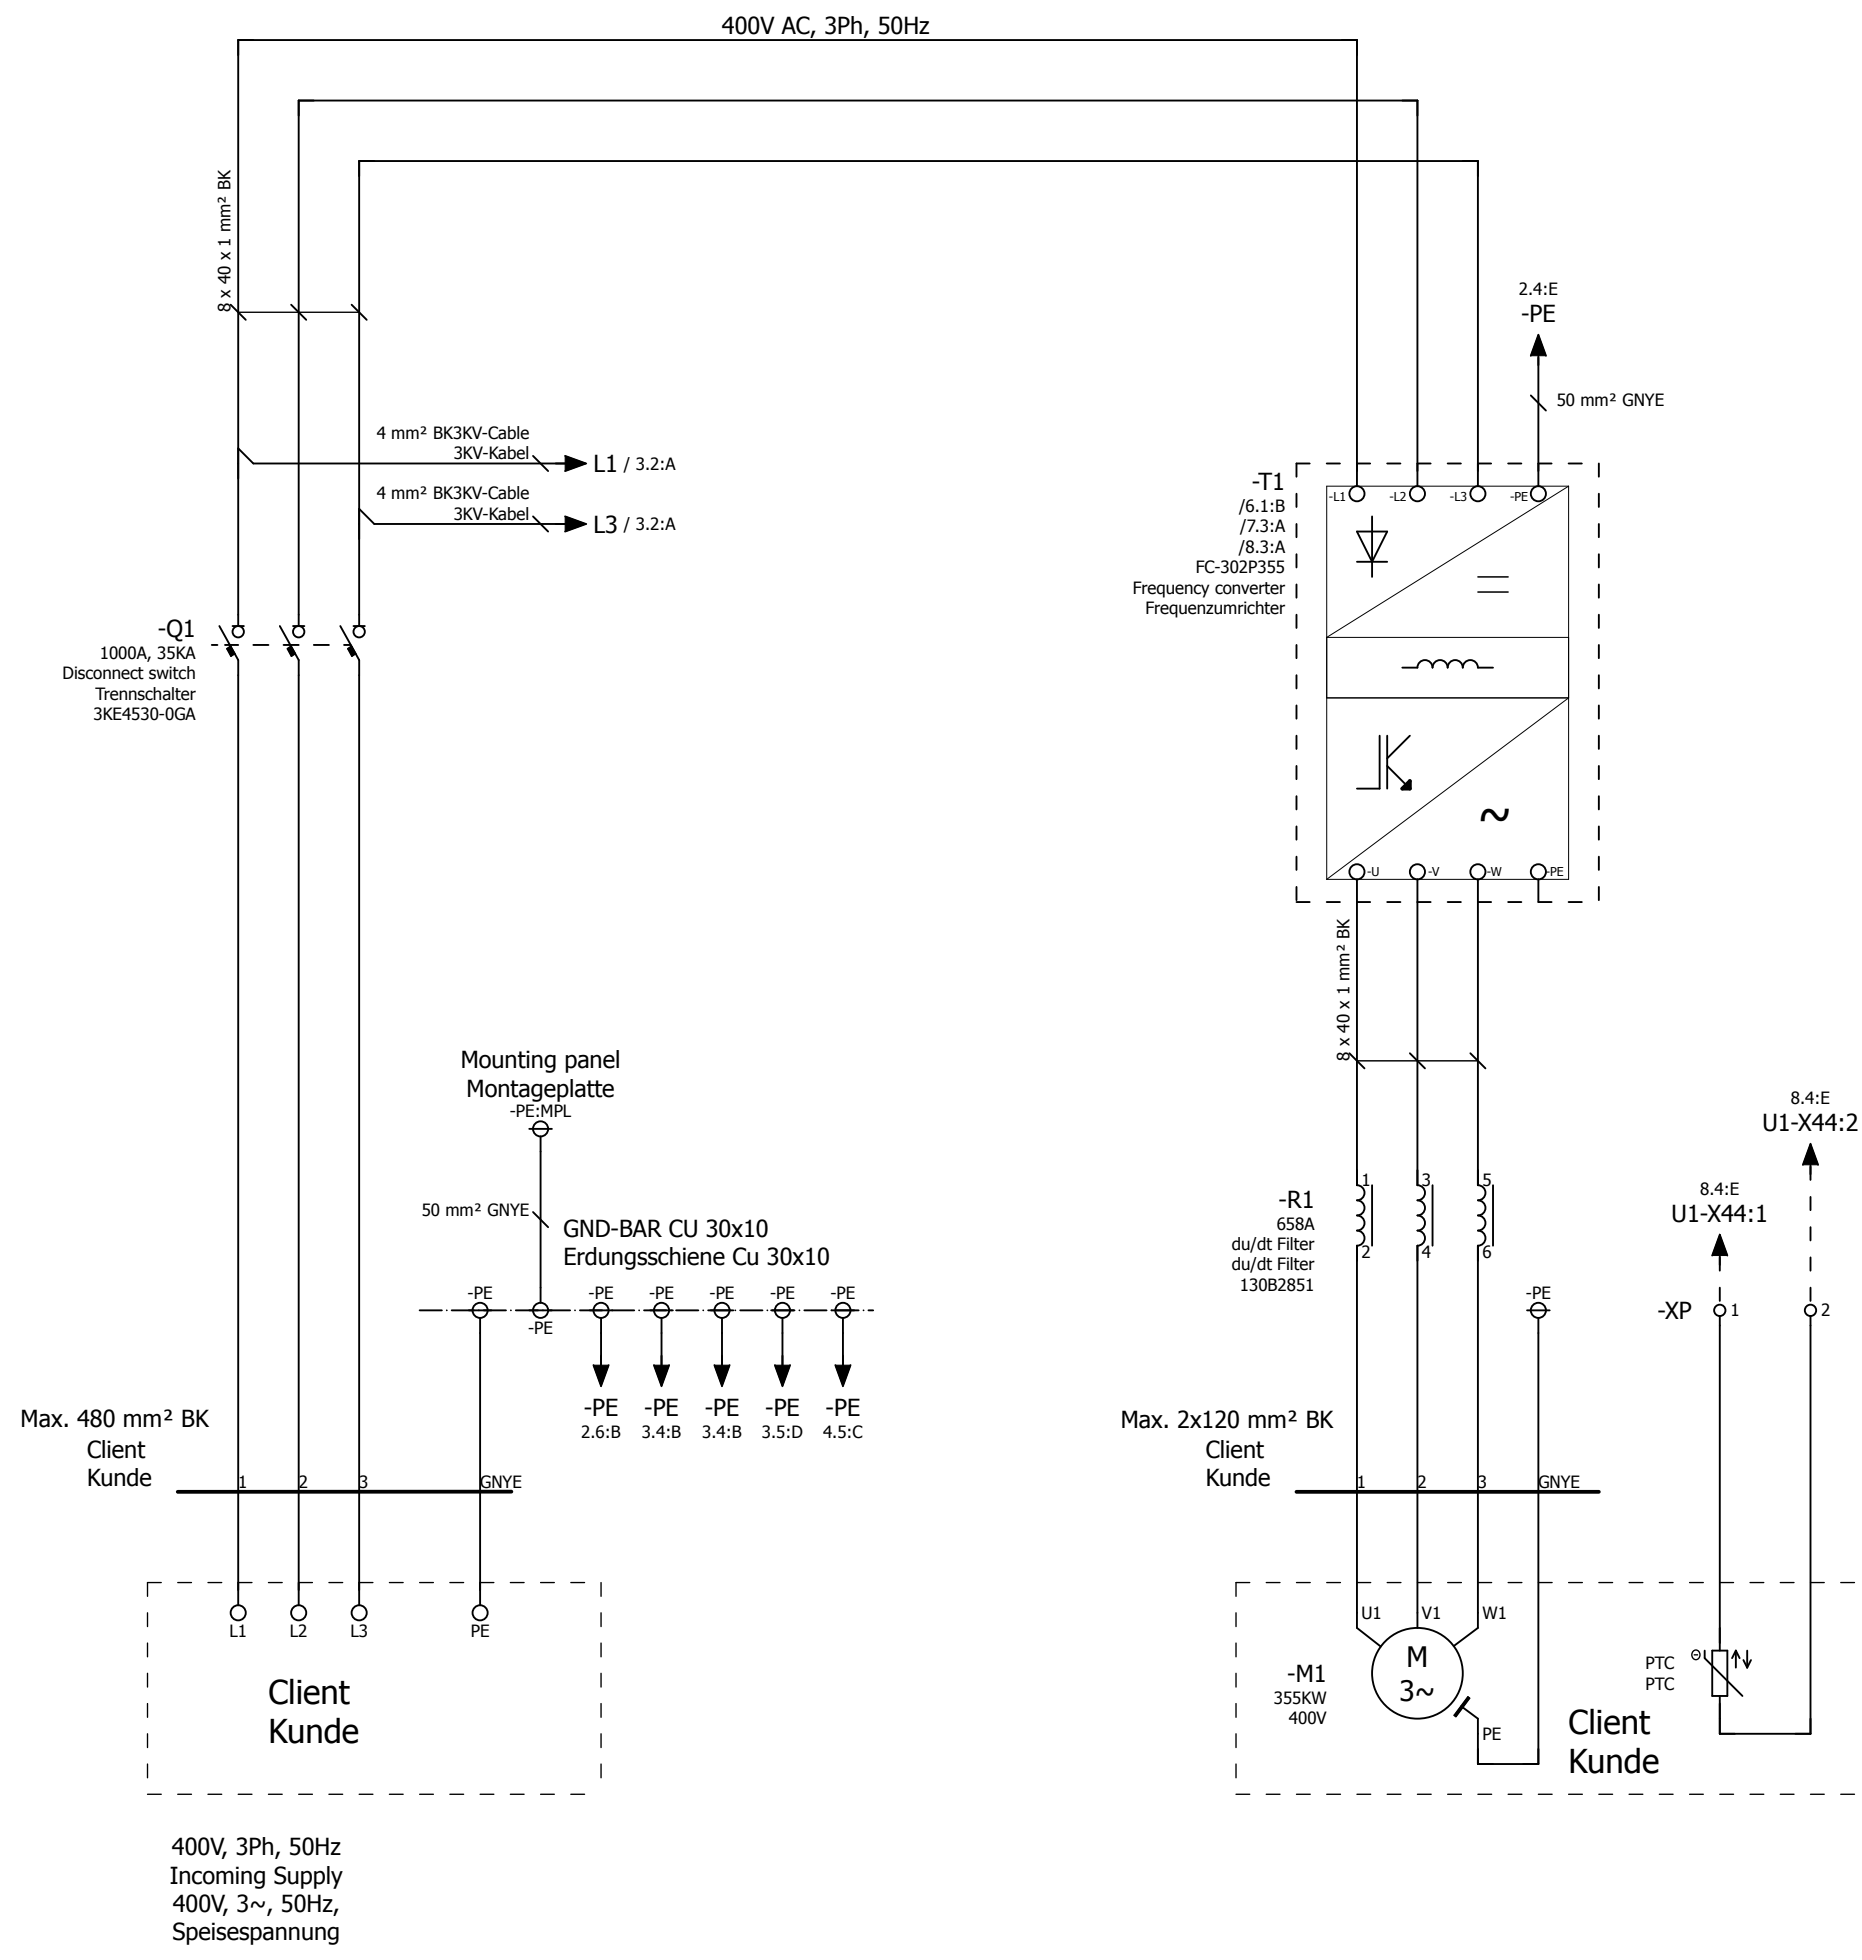 400V AC, 3Ph, 50Hz
8 x 40 x 1 mm² BK
2.4:E
-PE
50 mm² GNYE
4 mm² BK3KV-Cable
3KV-Kabel
L1 / 3.2:A
4 mm² BK3KV-Cable
3KV-Kabel
L3 / 3.2:A
-T1
/6.1:B
/7.3:A
/8.3:A
FC-302P355
Frequency converter
Frequenzumrichter
-L1
-L2
-L3
-PE
=
~
-U
-V
-W
-PE
-Q1
1000A, 35KA
Disconnect switch
Trennschalter
3KE4530-0GA
8 x 40 x 1 mm² BK
Mounting panel
Montageplatte
-PE:MPL
50 mm² GNYE
GND-BAR CU 30x10
Erdungsschiene Cu 30x10
-PE
-PE
-PE
-PE
-PE
-PE
-PE
-PE
2.6:B
-PE
3.4:B
-PE
3.4:B
-PE
3.5:D
-PE
4.5:C
-R1
658A
du/dt Filter
du/dt Filter
130B2851
1
2
3
4
5
6
-PE
8.4:E
U1-X44:1
8.4:E
U1-X44:2
-XP
1
2
Max. 480 mm² BK
Client
Kunde
1
2
3
GNYE
L1
L2
L3
PE
Client
Kunde
400V, 3Ph, 50Hz
Incoming Supply
400V, 3~, 50Hz,
Speisespannung
Max. 2x120 mm² BK
Client
Kunde
1
2
3
GNYE
U1
V1
W1
M
3~
-M1
355KW
400V
PE
PTC
PTC
Client
Kunde